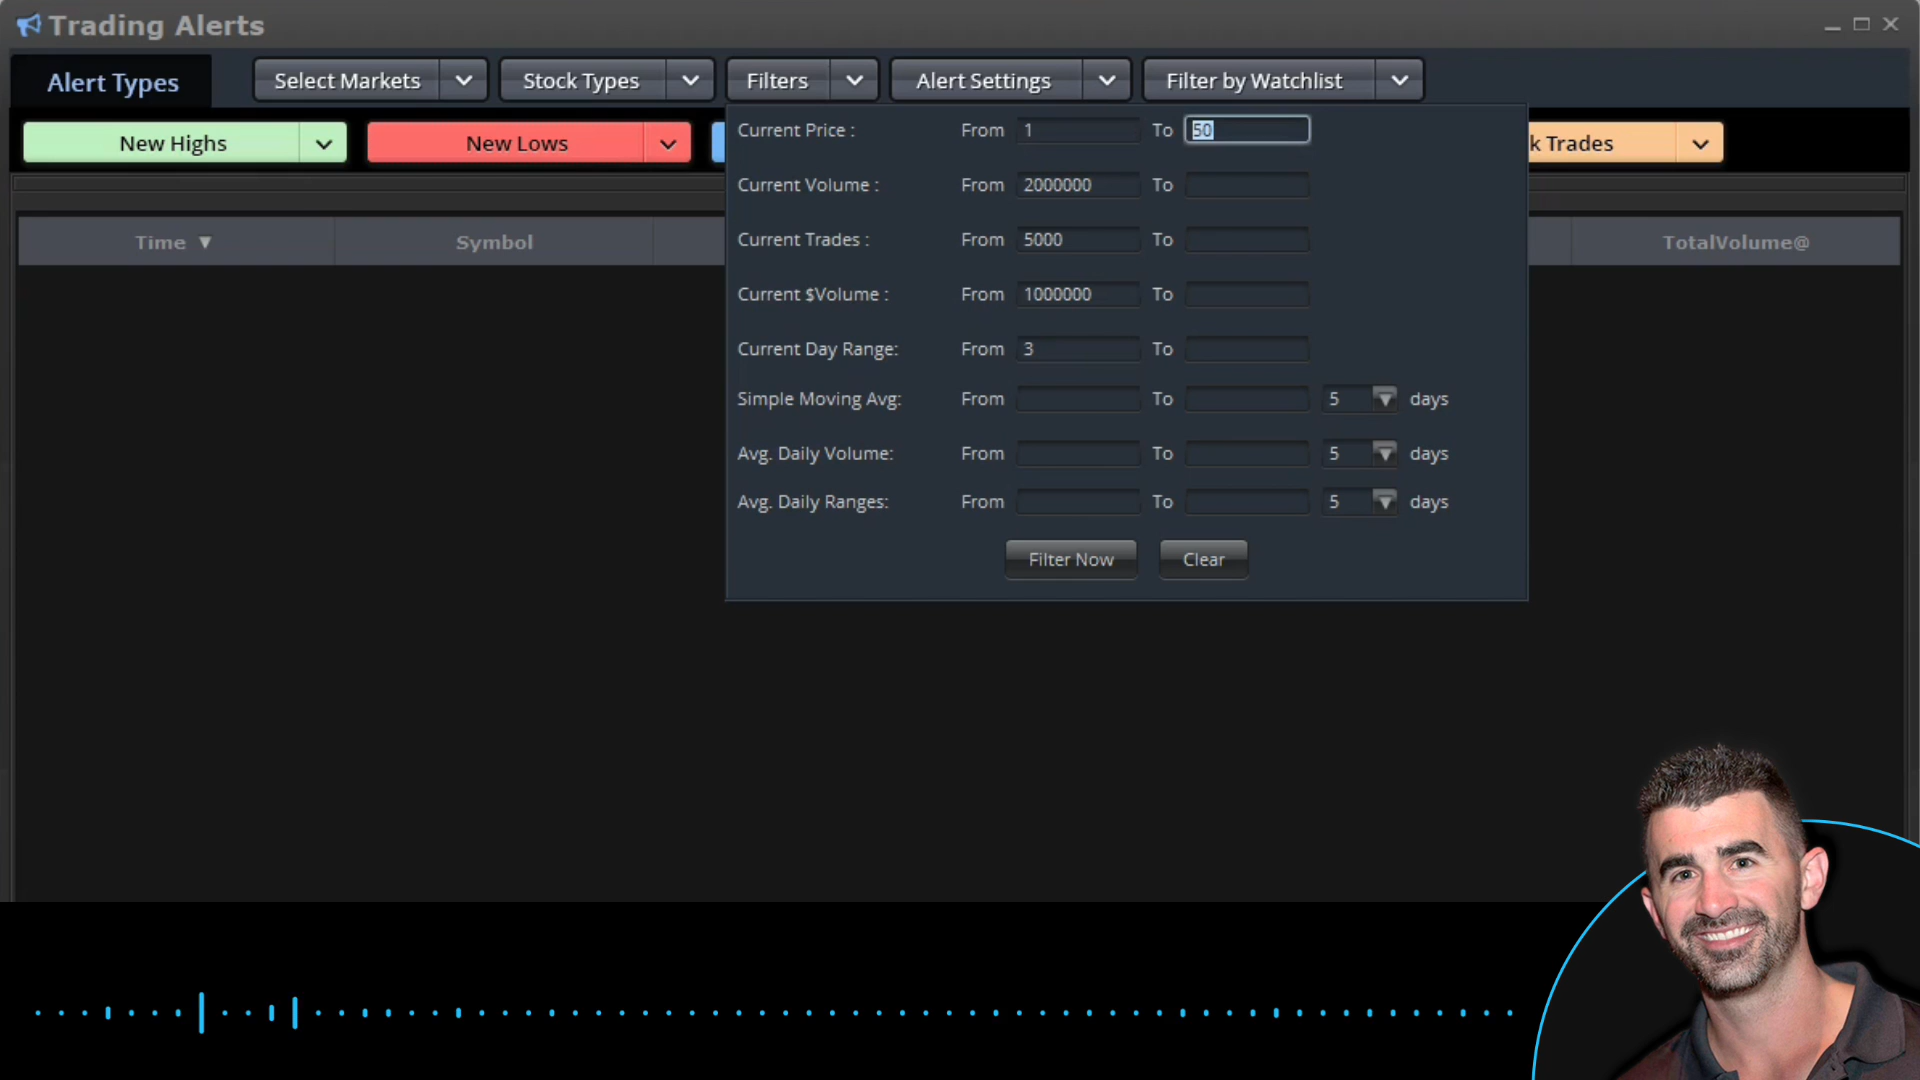 Trading Alerts
Alert Types
Select Markets
Stock Types
Filters
Alert Settings
Filter by Watchlist
New Highs
New Lows
k Trades
Current Price : From 1 To 50
Current Volume : From 2000000 To
Current Trades : From 5000 To
Current $Volume : From 1000000 To
Current Day Range: From 3 To
Simple Moving Avg: From To 5 days
Avg. Daily Volume: From To 5 days
Avg. Daily Ranges: From To 5 days
Filter Now
Clear
Time ▼
Symbol
TotalVolume@